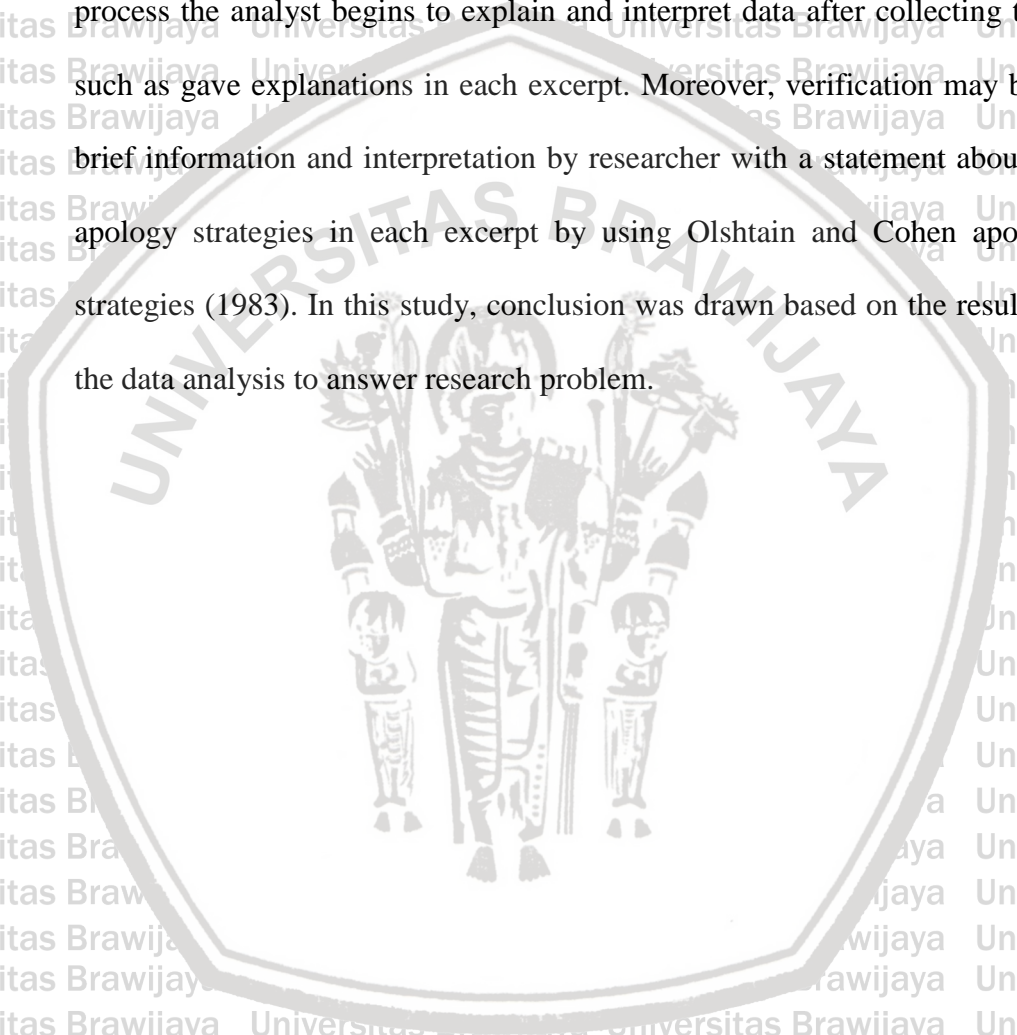 process the analyst begins to explain and interpret data after collecting t
such as gave explanations in each excerpt. Moreover, verification may b
brief information and interpretation by researcher with a statement abou
apology strategies in each excerpt by using Olshtain and Cohen apo
strategies (1983). In this study, conclusion was drawn based on the resul
the data analysis to answer research problem.
UNIVERSITAS BRAWIJAYA